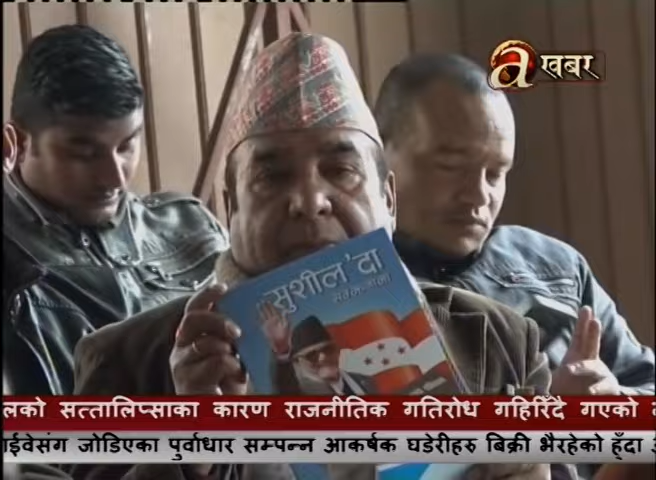 a खबर
सुशील'दा
लको सत्तालिप्साका कारण राजनीतिक गतिरोध गहिरिँदै गएको
ाईवेसंग जोडिएका पुर्वाधार सम्पन्न आकर्षक घडेरीहरु बिक्री भैरहेको हुँदा